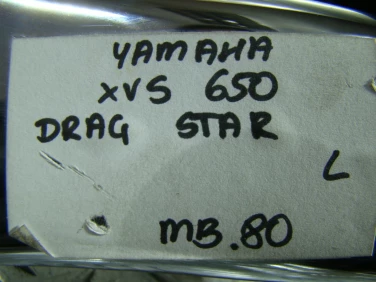 YAMAHA
XVS 650
DRAG STAR
L
MB.80